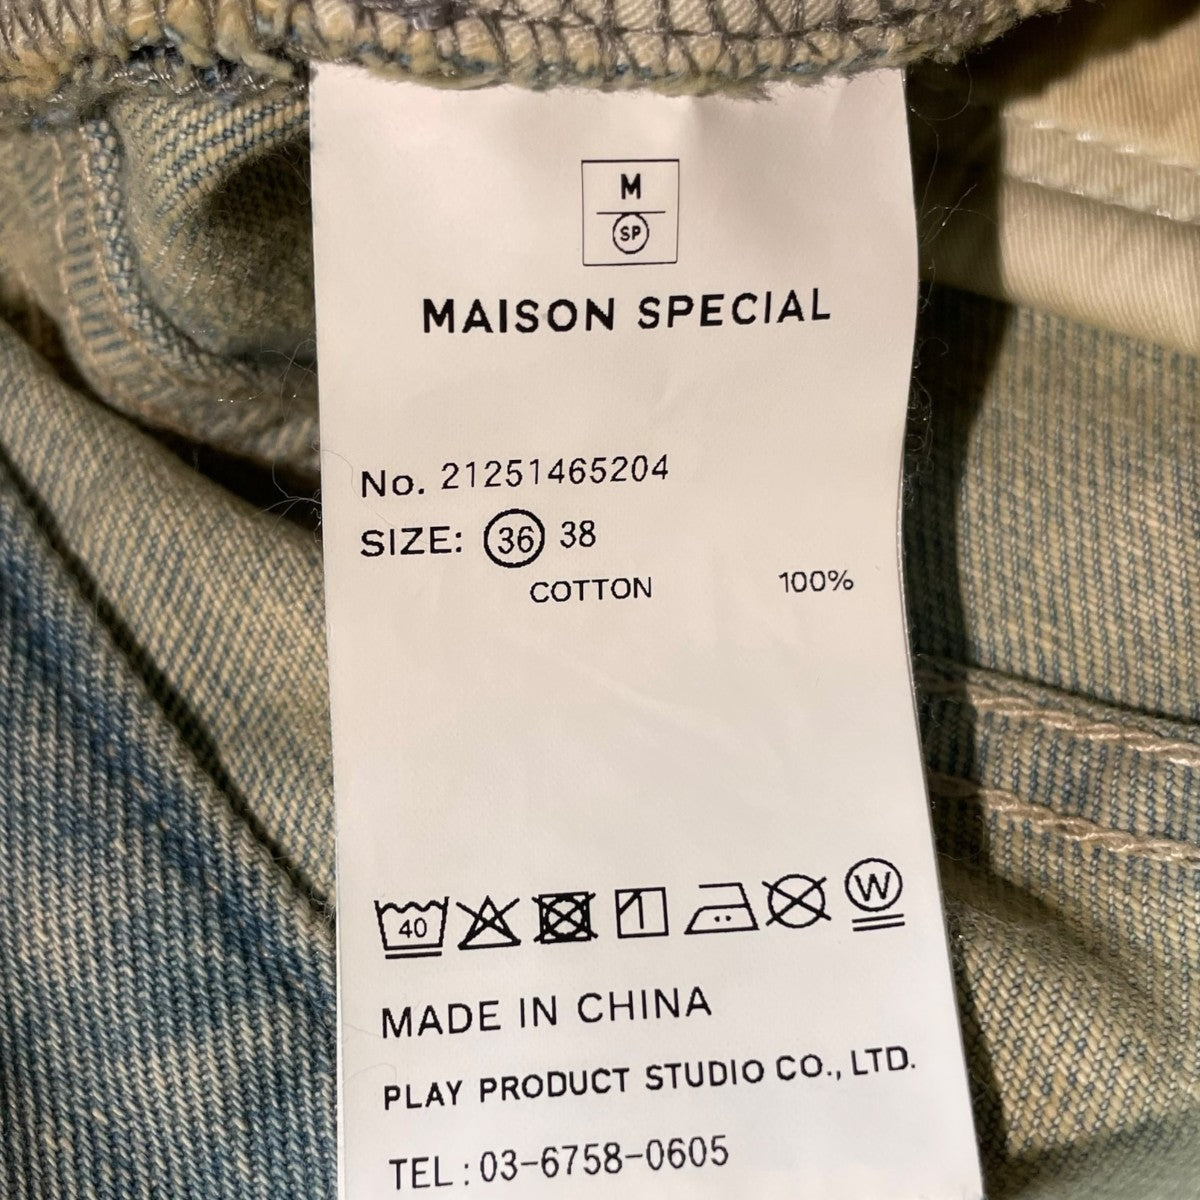 M
SP
MAISON SPECIAL
No. 21251465204
SIZE: 36 38
COTTON 100%
40 W
MADE IN CHINA
PLAY PRODUCT STUDIO CO., LTD.
TEL : 03-6758-0605